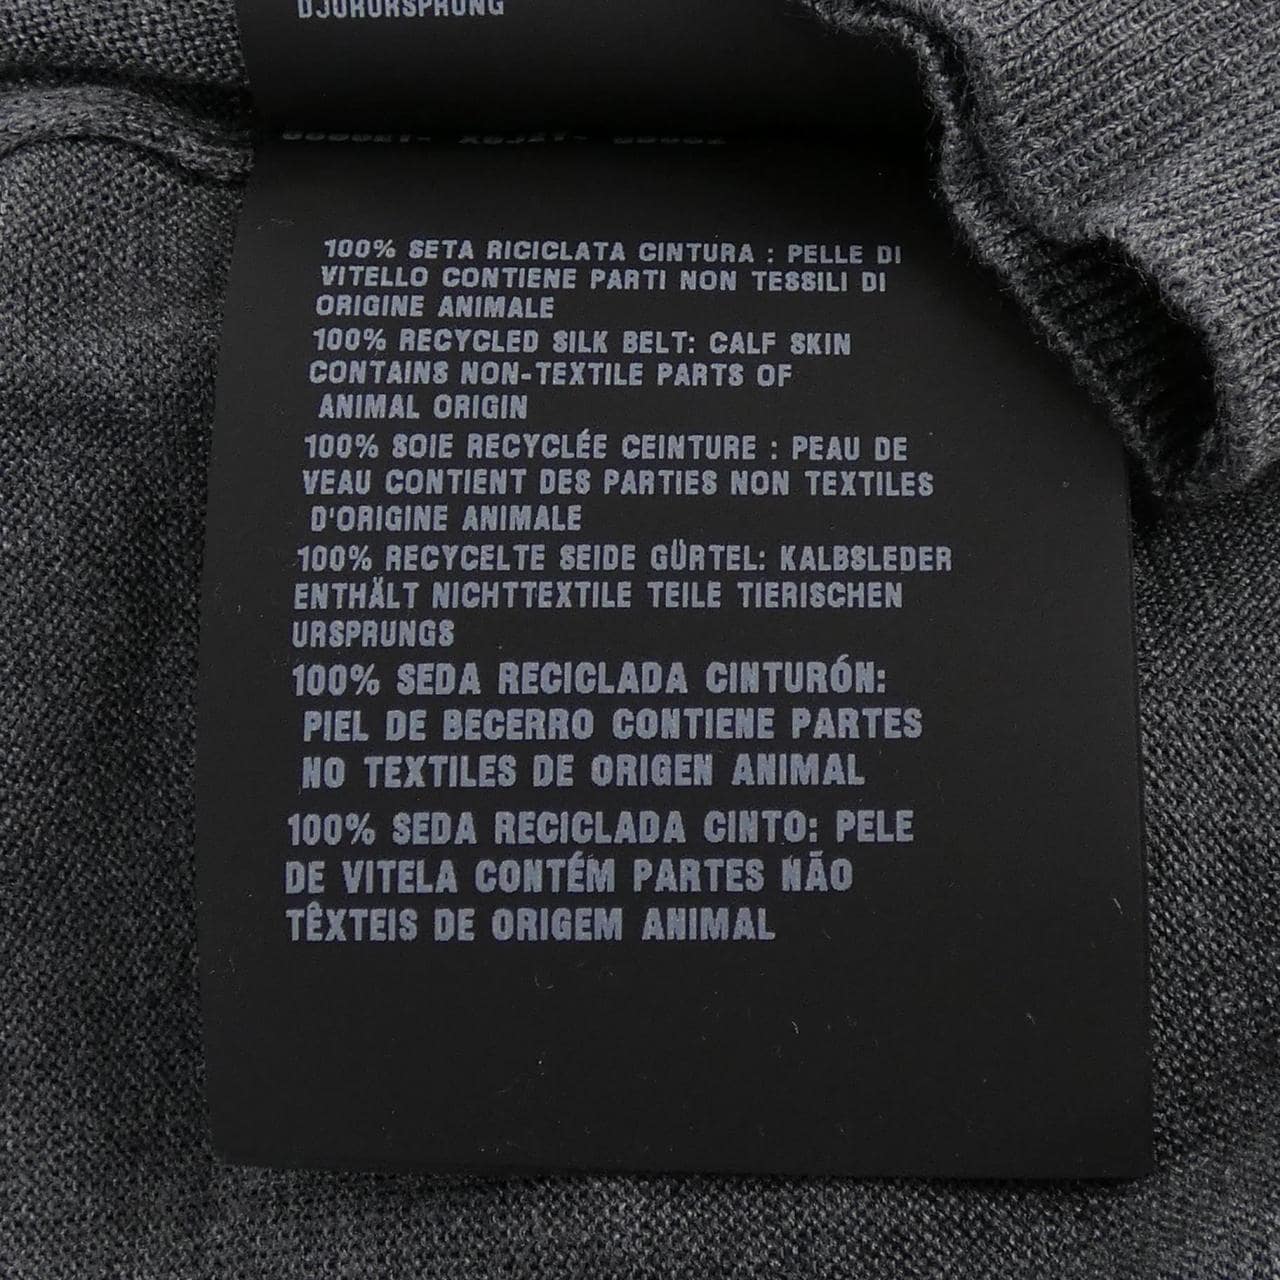 DJURURSPRUNG
100% SETA RICICLATA CINTURA : PELLE DI
VITELLO CONTIENE PARTI NON TESSILI DI
ORIGINE ANIMALE
100% RECYCLED SILK BELT: CALF SKIN
CONTAINS NON-TEXTILE PARTS OF
ANIMAL ORIGIN
100% SOIE RECYCLÉE CEINTURE : PEAU DE
VEAU CONTIENT DES PARTIES NON TEXTILES
D'ORIGINE ANIMALE
100% RECYCELTE SEIDE GÜRTEL: KALBSLEDER
ENTHÄLT NICHTTEXTILE TEILE TIERISCHEN
URSPRUNGS
100% SEDA RECICLADA CINTURÓN:
PIEL DE BECERRO CONTIENE PARTES
NO TEXTILES DE ORIGEN ANIMAL
100% SEDA RECICLADA CINTO: PELE
DE VITELA CONTÉM PARTES NÃO
TÊXTEIS DE ORIGEM ANIMAL